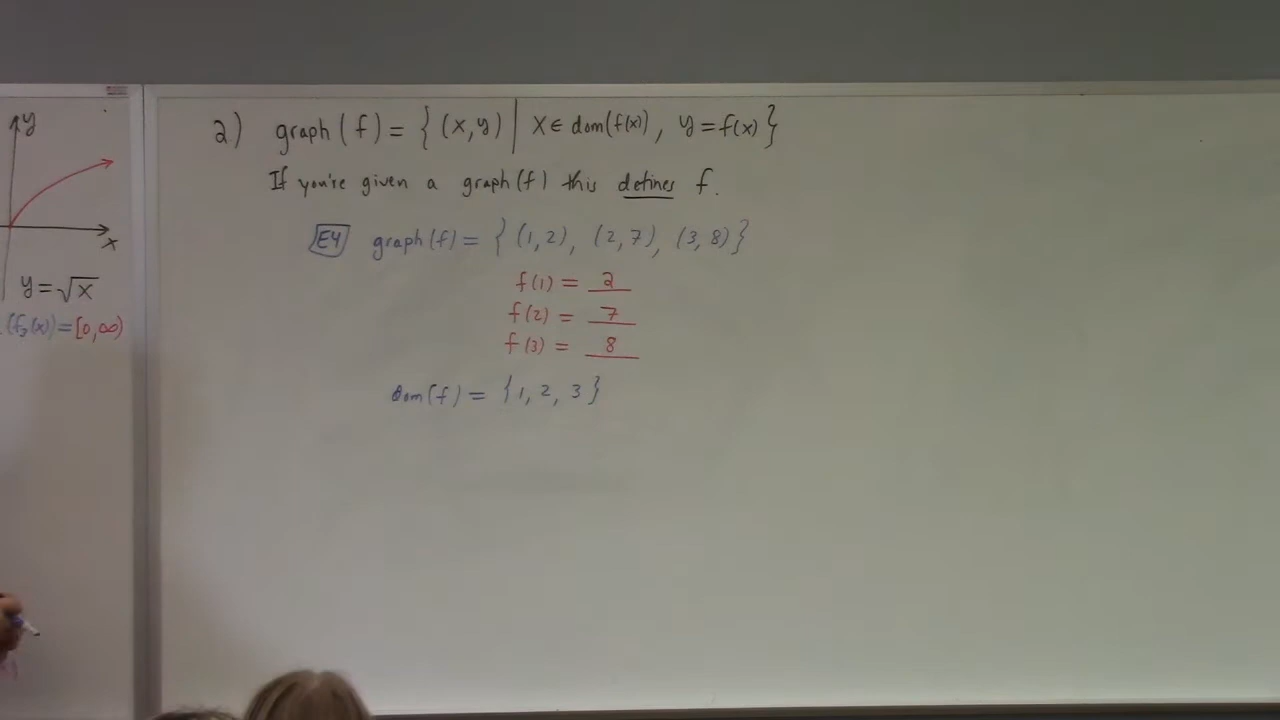 y
x
y = √x
(f₃(x)) = [0, ∞)
2) graph(f) = { (x,y) | x ∈ dom(f(x)), y = f(x) }
If you're given a graph(f) this defines f.
E4 graph(f) = { (1,2), (2,7), (3,8) }
f(1) = 2
f(2) = 7
f(3) = 8
dom(f) = { 1, 2, 3 }